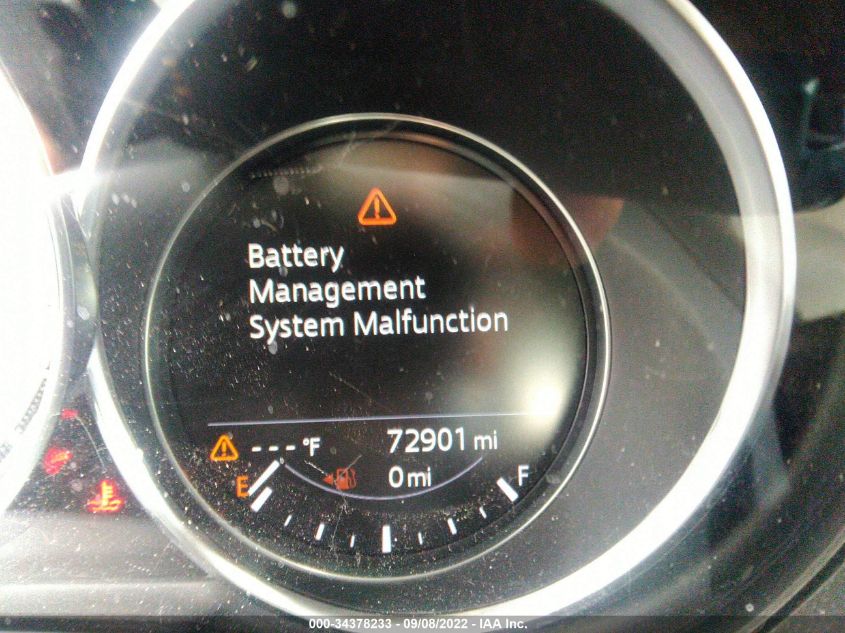 Battery
Management
System Malfunction
- - - °F 72901 mi
0 mi
E F
000-34378233 - 09/08/2022 - IAA Inc.